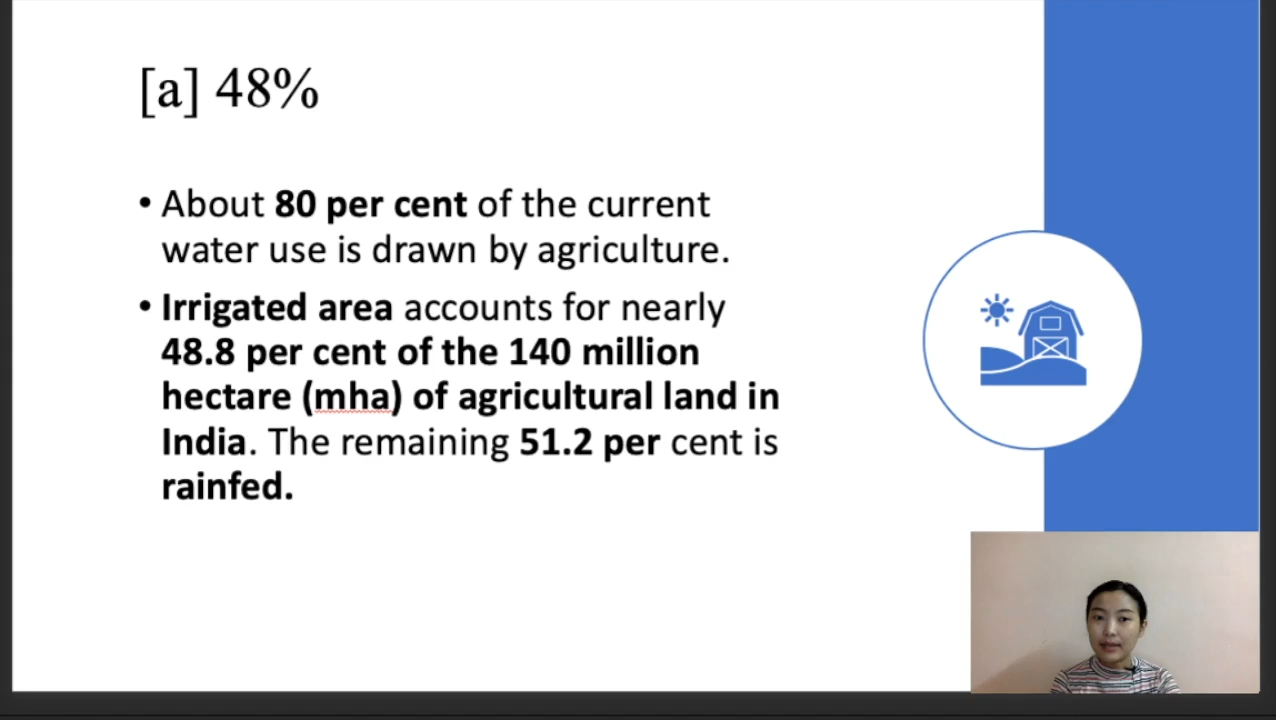 [a] 48%
• About 80 per cent of the current
water use is drawn by agriculture.
• Irrigated area accounts for nearly
48.8 per cent of the 140 million
hectare (mha) of agricultural land in
India. The remaining 51.2 per cent is
rainfed.